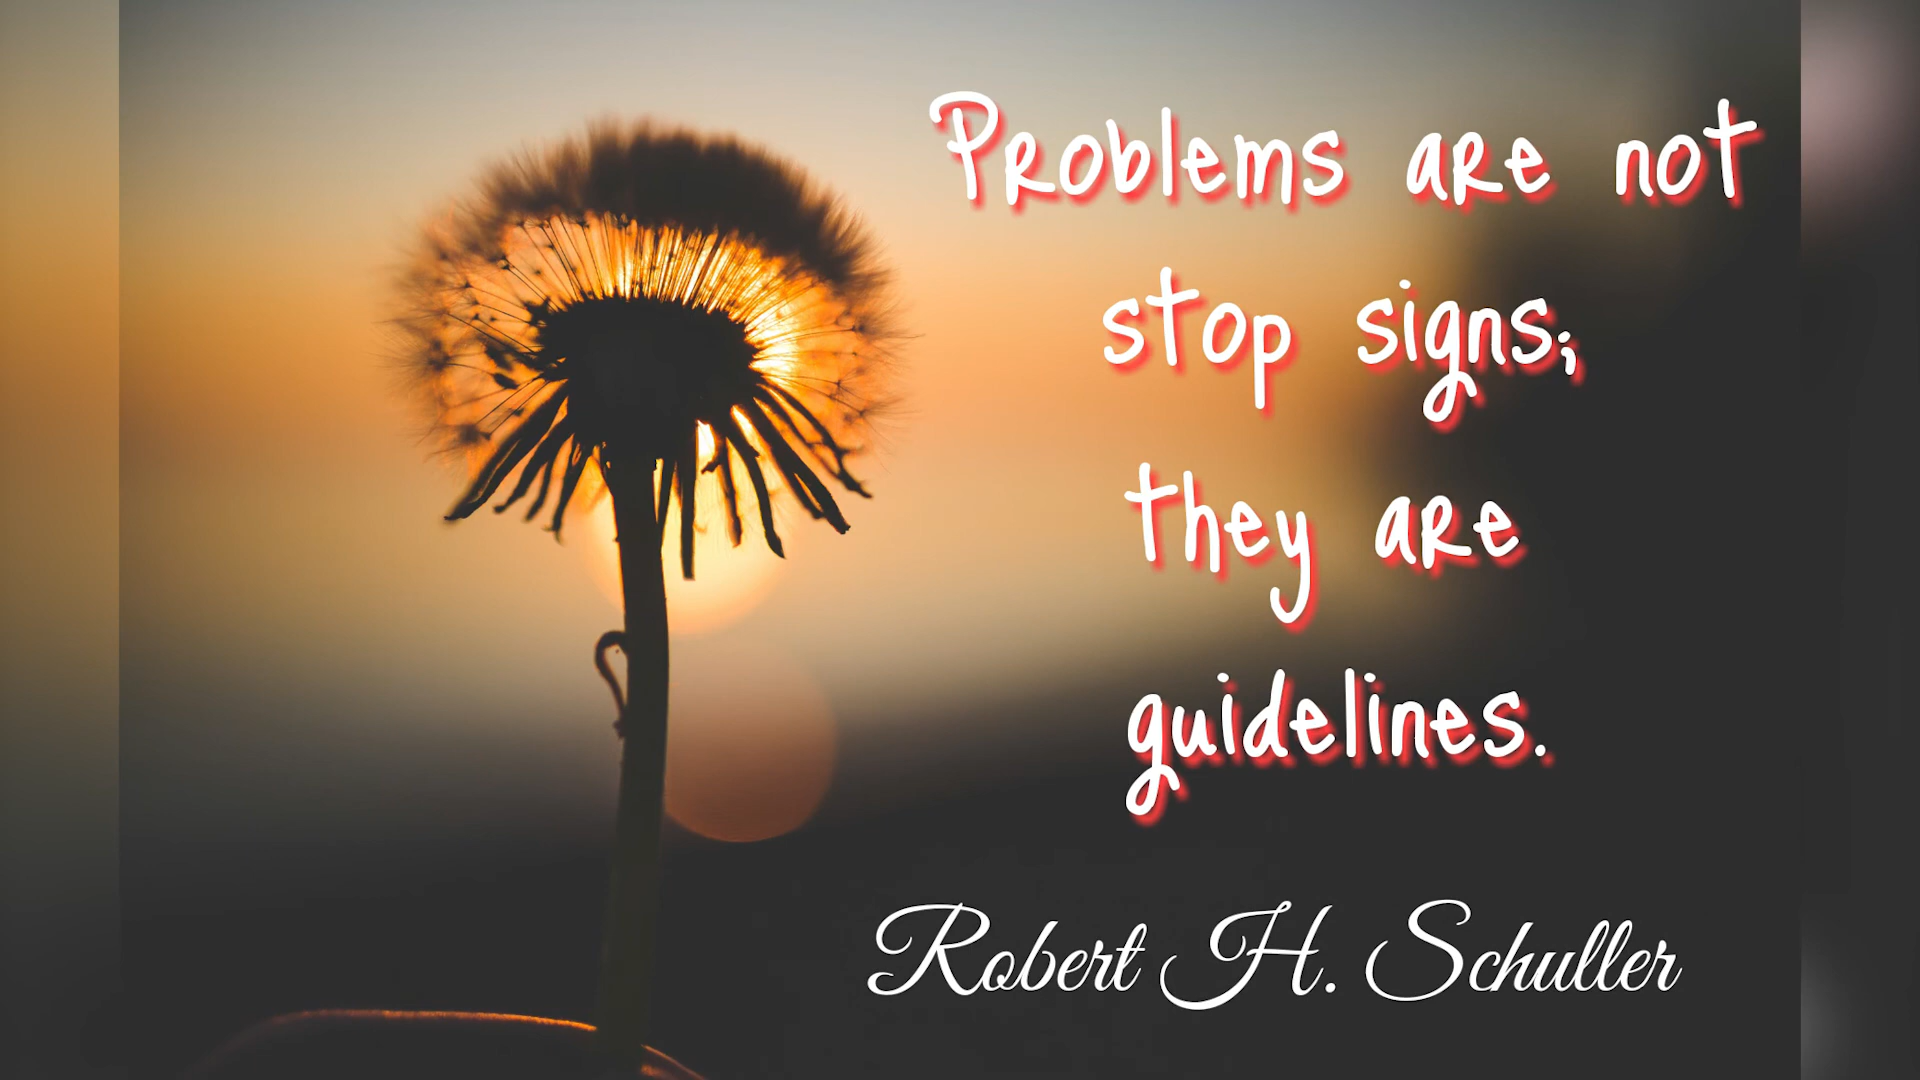 Problems are not
stop signs;
they are
guidelines.
Robert H. Schuller